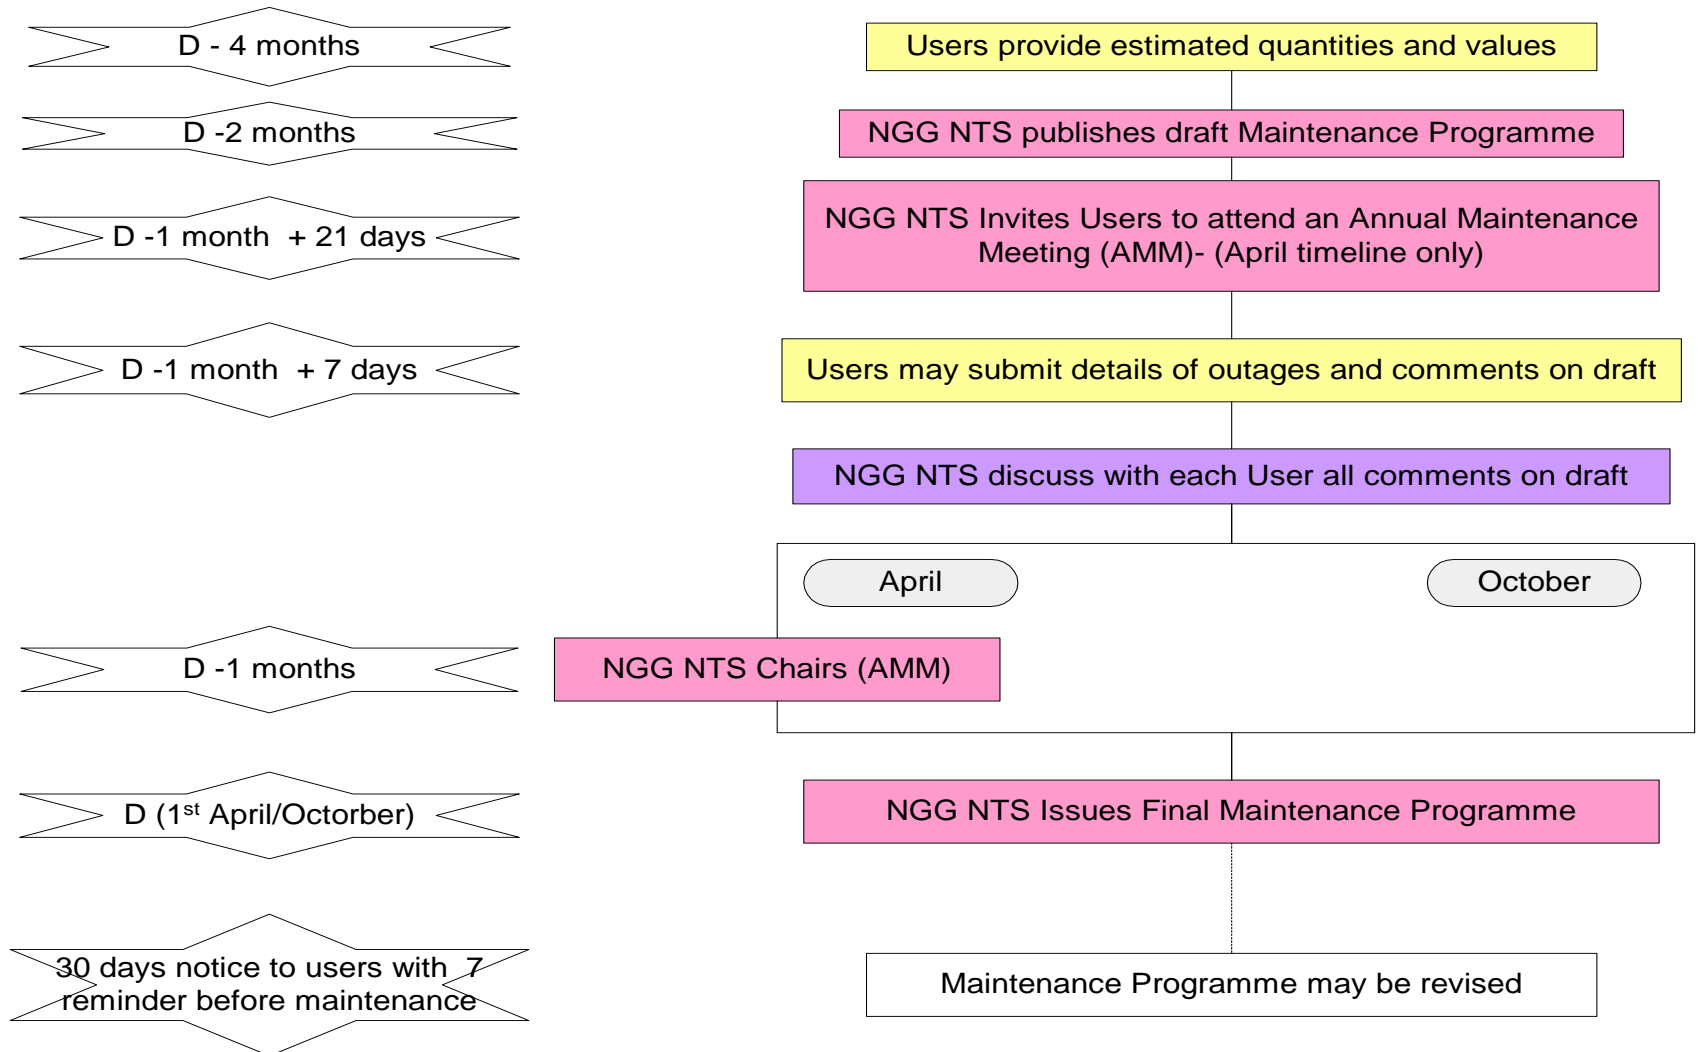 D - 4 months
Users provide estimated quantities and values
D -2 months
NGG NTS publishes draft Maintenance Programme
D -1 month + 21 days
NGG NTS Invites Users to attend an Annual Maintenance
Meeting (AMM)- (April timeline only)
D -1 month + 7 days
Users may submit details of outages and comments on draft
NGG NTS discuss with each User all comments on draft
April
October
D -1 months
NGG NTS Chairs (AMM)
D (1st April/Octorber)
NGG NTS Issues Final Maintenance Programme
30 days notice to users with 7
reminder before maintenance
Maintenance Programme may be revised